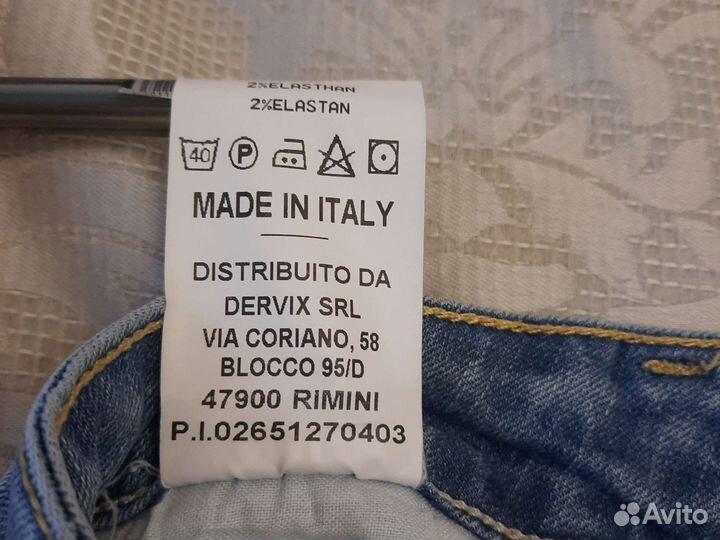 2%ELASTHAN
2%ELASTAN
40 P
MADE IN ITALY
DISTRIBUITO DA
DERVIX SRL
VIA CORIANO, 58
BLOCCO 95/D
47900 RIMINI
P.I.02651270403
Avito